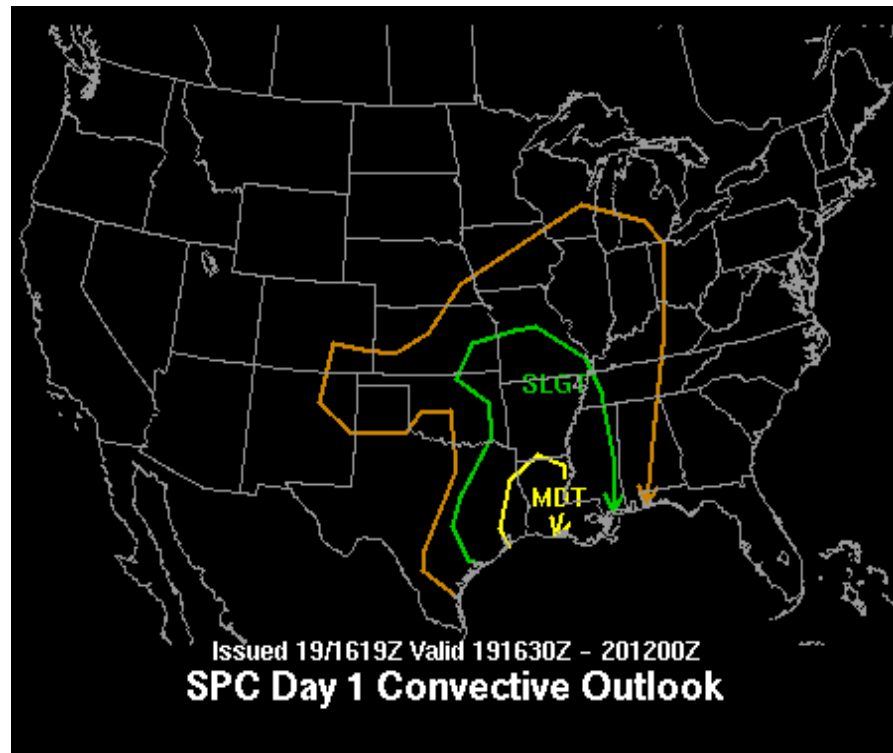 SLGT
MDT
Issued 19/1619Z Valid 191630Z - 201200Z
SPC Day 1 Convective Outlook